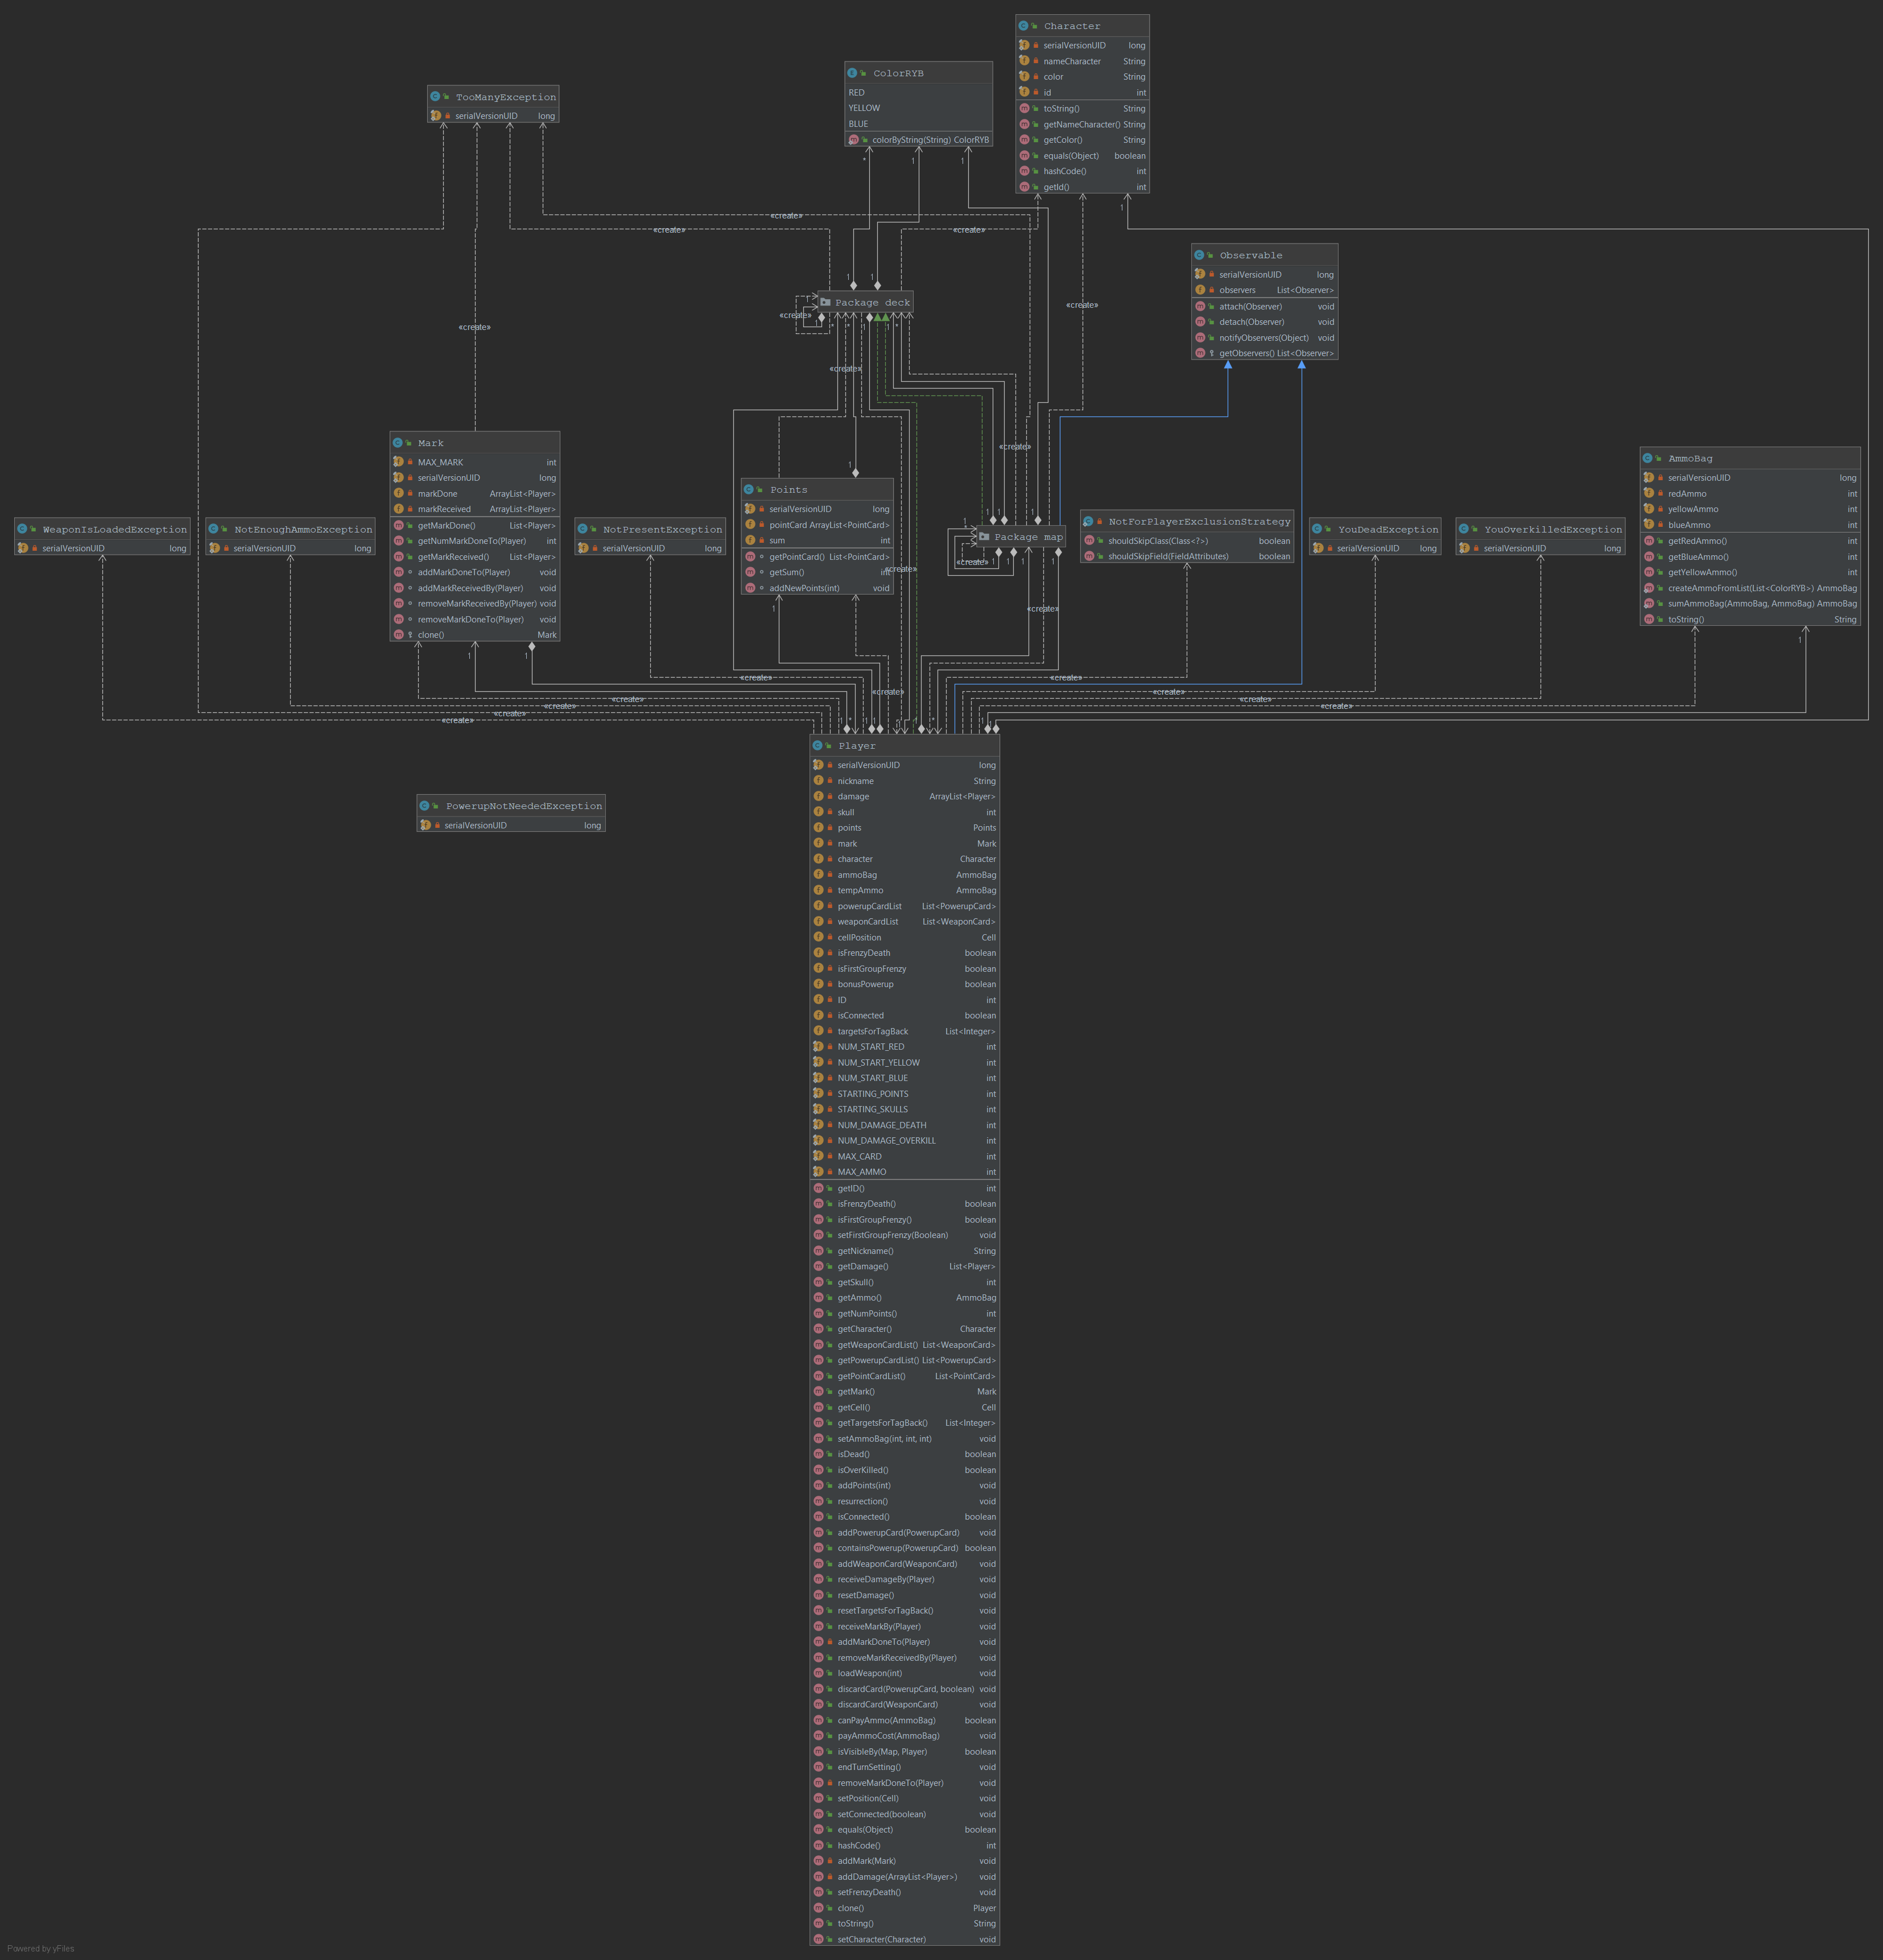 Character
serialVersionUID long
nameCharacter String
color String
id int
toString() String
getNameCharacter() String
getColor() String
equals(Object) boolean
hashCode() int
getId() int
ColorRYB
RED
YELLOW
BLUE
colorByString(String) ColorRYB
TooManyException
serialVersionUID long
* 1 1
1
«create»
«create» «create»
Observable
serialVersionUID long
observers List<Observer>
attach(Observer) void
detach(Observer) void
notifyObservers(Object) void
getObservers() List<Observer>
1 1
Package deck
«create»
«create»
«create»
«create»
Mark
MAX_MARK int
serialVersionUID long
markDone ArrayList<Player>
markReceived ArrayList<Player>
getMarkDone() List<Player>
getNumMarkDoneTo(Player) int
getMarkReceived() List<Player>
addMarkDoneTo(Player) void
addMarkReceivedBy(Player) void
removeMarkReceivedBy(Player) void
removeMarkDoneTo(Player) void
clone() Mark
«create»
1
Points
serialVersionUID long
pointCard ArrayList<PointCard>
sum int
getPointCard() List<PointCard>
getSum() int
addNewPoints(int) void
«create»
AmmoBag
serialVersionUID long
redAmmo int
yellowAmmo int
blueAmmo int
getRedAmmo() int
getBlueAmmo() int
getYellowAmmo() int
createAmmoFromList(List<ColorRYB>) AmmoBag
sumAmmoBag(AmmoBag, AmmoBag) AmmoBag
toString() String
WeaponIsLoadedException
serialVersionUID long
NotEnoughAmmoException
serialVersionUID long
NotPresentException
serialVersionUID long
Package map
«create»
«create»
NotForPlayerExclusionStrategy
shouldSkipClass(Class<?>) boolean
shouldSkipField(FieldAttributes) boolean
YouDeadException
serialVersionUID long
YouOverkilledException
serialVersionUID long
1 1 1 1
«create» «create»
«create» «create» «create»
«create» «create»
«create»
«create»
Player
serialVersionUID long
nickname String
damage ArrayList<Player>
skull int
points Points
mark Mark
character Character
ammoBag AmmoBag
tempAmmo AmmoBag
powerupCardList List<PowerupCard>
weaponCardList List<WeaponCard>
cellPosition Cell
isFrenzyDeath boolean
isFirstGroupFrenzy boolean
bonusPowerup boolean
ID int
isConnected boolean
targetsForTagBack List<Integer>
NUM_START_RED int
NUM_START_YELLOW int
NUM_START_BLUE int
STARTING_POINTS int
STARTING_SKULLS int
NUM_DAMAGE_DEATH int
NUM_DAMAGE_OVERKILL int
MAX_CARD int
MAX_AMMO int
getID() int
isFrenzyDeath() boolean
isFirstGroupFrenzy() boolean
setFirstGroupFrenzy(Boolean) void
getNickname() String
getDamage() List<Player>
getSkull() int
getAmmo() AmmoBag
getNumPoints() int
getCharacter() Character
getWeaponCardList() List<WeaponCard>
getPowerupCardList() List<PowerupCard>
getPointCardList() List<PointCard>
getMark() Mark
getCell() Cell
getTargetsForTagBack() List<Integer>
setAmmoBag(int, int, int) void
isDead() boolean
isOverKilled() boolean
addPoints(int) void
resurrection() void
isConnected() boolean
addPowerupCard(PowerupCard) void
containsPowerup(PowerupCard) boolean
addWeaponCard(WeaponCard) void
receiveDamageBy(Player) void
resetDamage() void
resetTargetsForTagBack() void
receiveMarkBy(Player) void
addMarkDoneTo(Player) void
removeMarkReceivedBy(Player) void
loadWeapon(int) void
discardCard(PowerupCard, boolean) void
discardCard(WeaponCard) void
canPayAmmo(AmmoBag) boolean
payAmmoCost(AmmoBag) void
isVisibleBy(Map, Player) boolean
endTurnSetting() void
removeMarkDoneTo(Player) void
setPosition(Cell) void
setConnected(boolean) void
equals(Object) boolean
hashCode() int
addMark(Mark) void
addDamage(ArrayList<Player>) void
setFrenzyDeath() void
clone() Player
toString() String
setCharacter(Character) void
PowerupNotNeededException
serialVersionUID long
Powered by yFiles